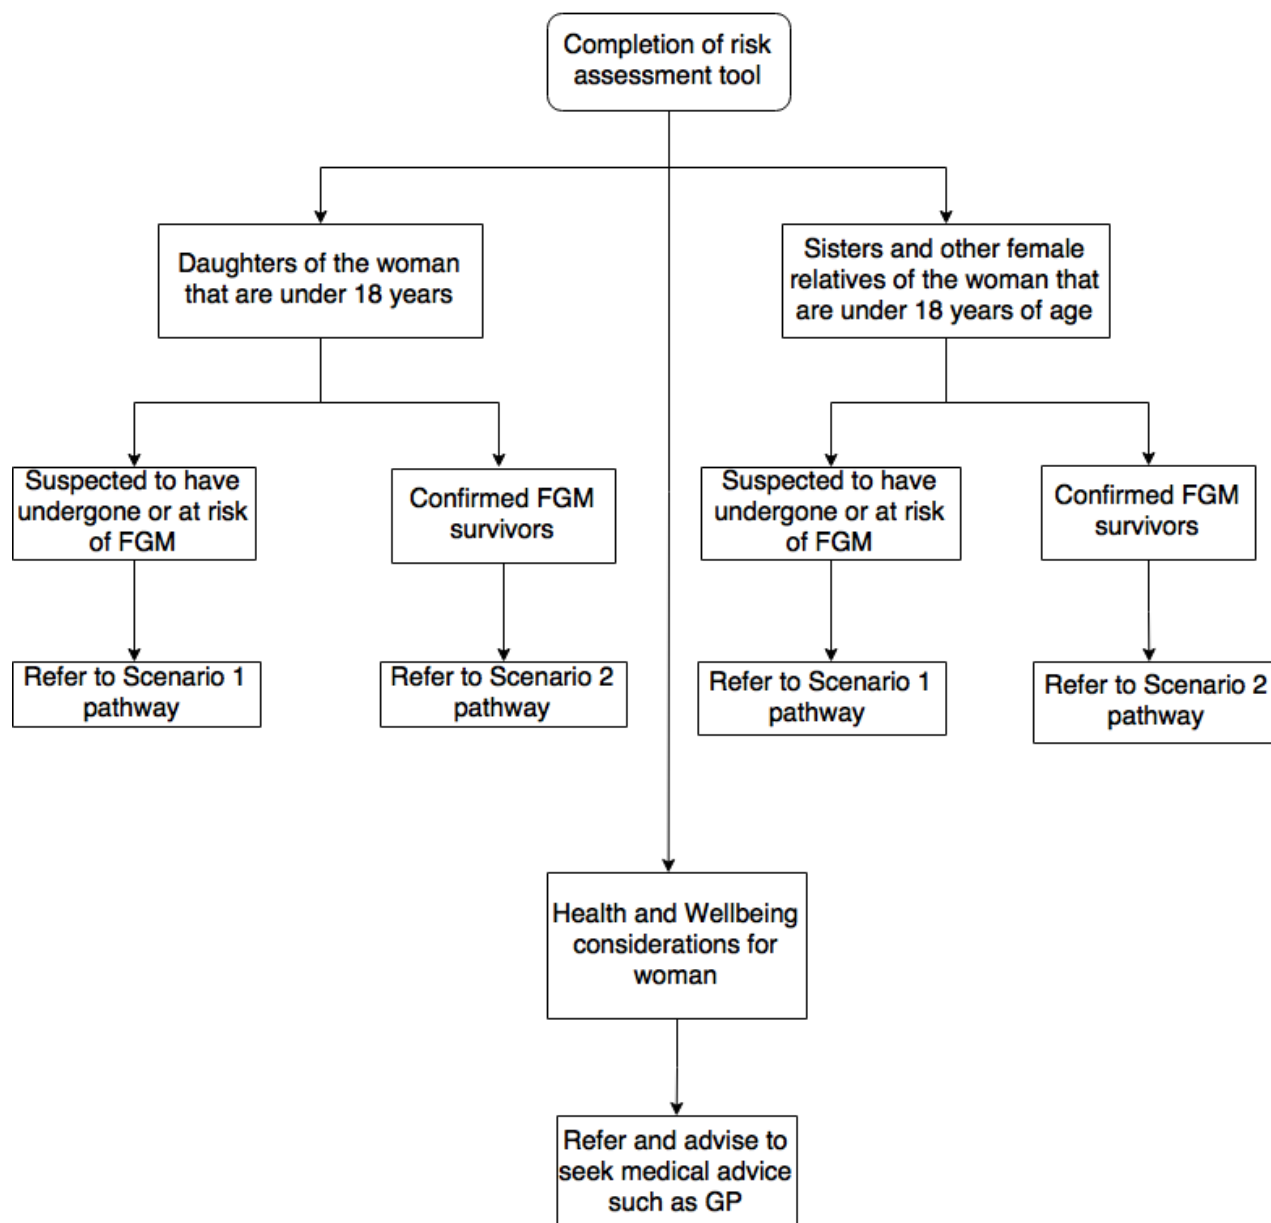 Completion of risk
assessment tool
Daughters of the woman
that are under 18 years
Sisters and other female
relatives of the woman that
are under 18 years of age
Suspected to have
undergone or at risk
of FGM
Confirmed FGM
survivors
Suspected to have
undergone or at risk
of FGM
Confirmed FGM
survivors
Refer to Scenario 1
pathway
Refer to Scenario 2
pathway
Refer to Scenario 1
pathway
Refer to Scenario 2
pathway
Health and Wellbeing
considerations for
woman
Refer and advise to
seek medical advice
such as GP